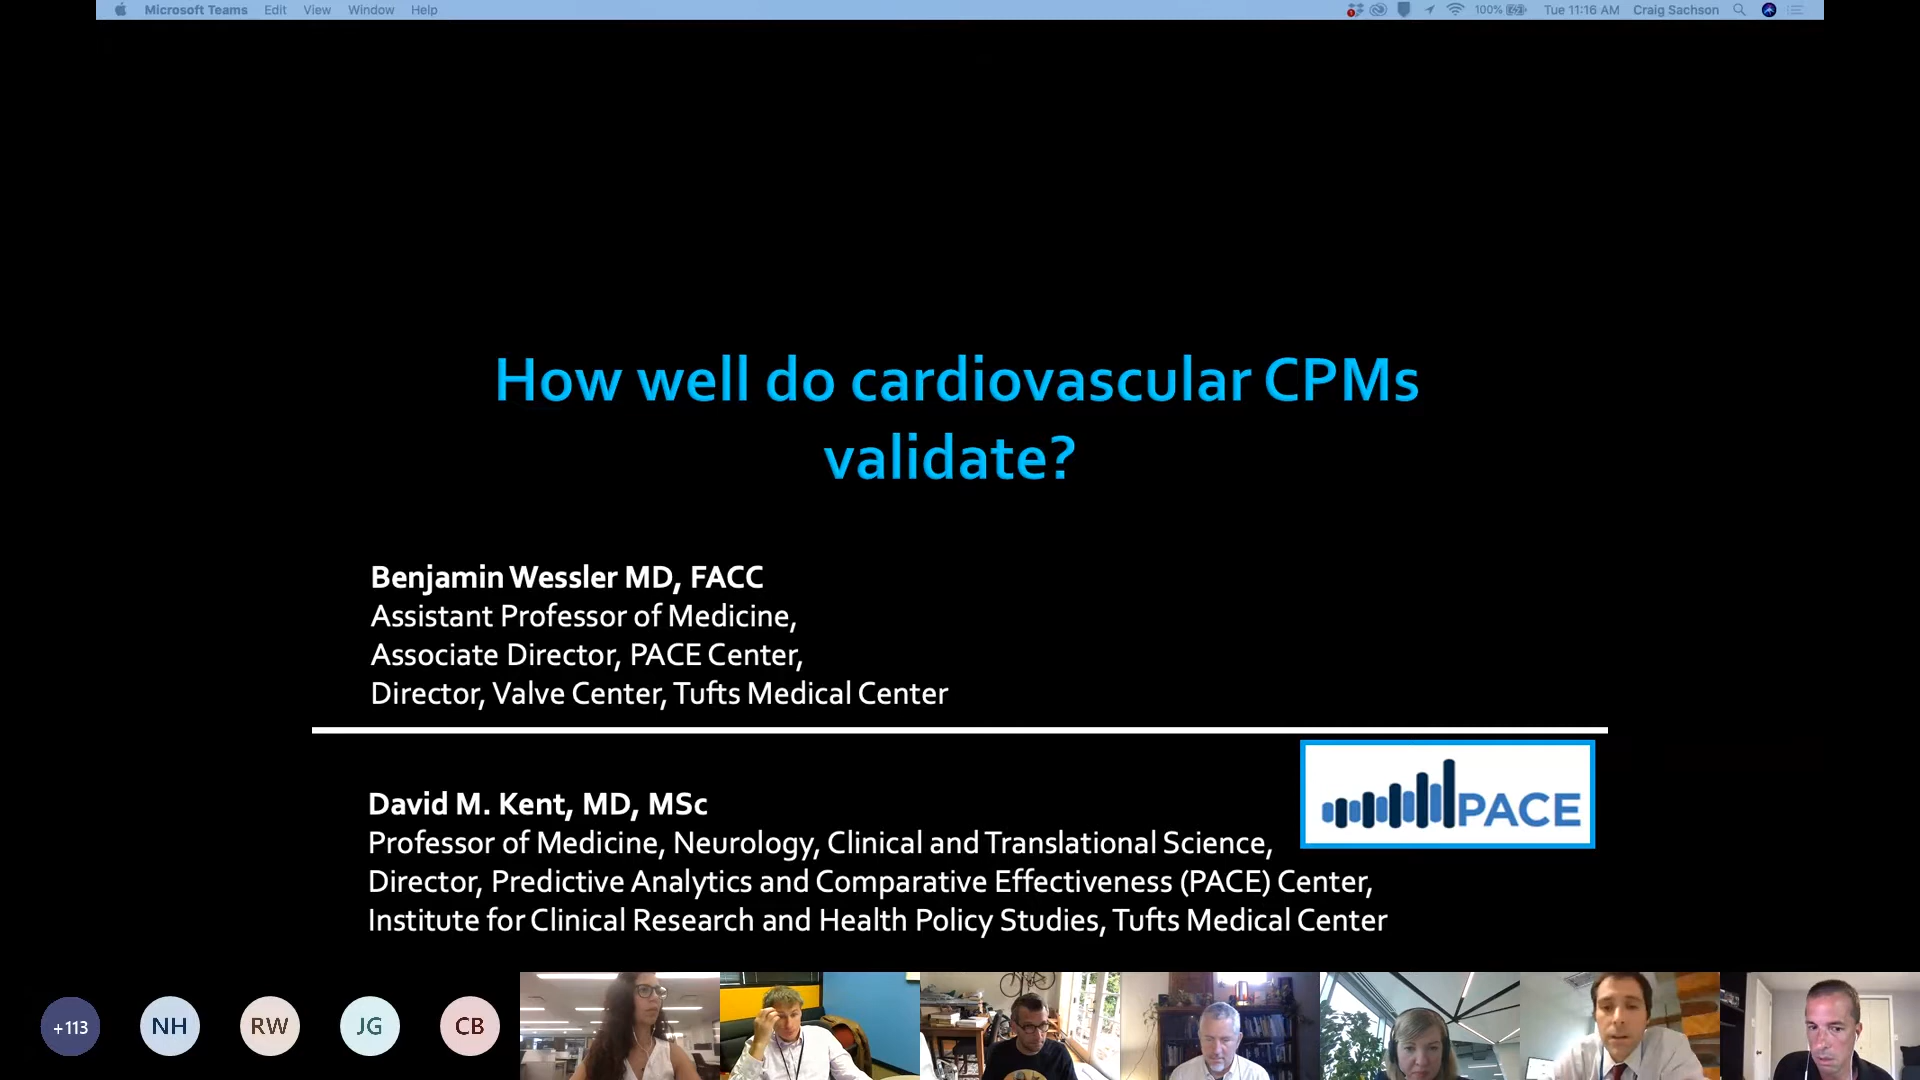 Microsoft Teams Edit View Window Help 100% Tue 11:16 AM Craig Sachson
How well do cardiovascular CPMs
validate?
Benjamin Wessler MD, FACC
Assistant Professor of Medicine,
Associate Director, PACE Center,
Director, Valve Center, Tufts Medical Center
PACE
David M. Kent, MD, MSc
Professor of Medicine, Neurology, Clinical and Translational Science,
Director, Predictive Analytics and Comparative Effectiveness (PACE) Center,
Institute for Clinical Research and Health Policy Studies, Tufts Medical Center
+113 NH RW JG CB